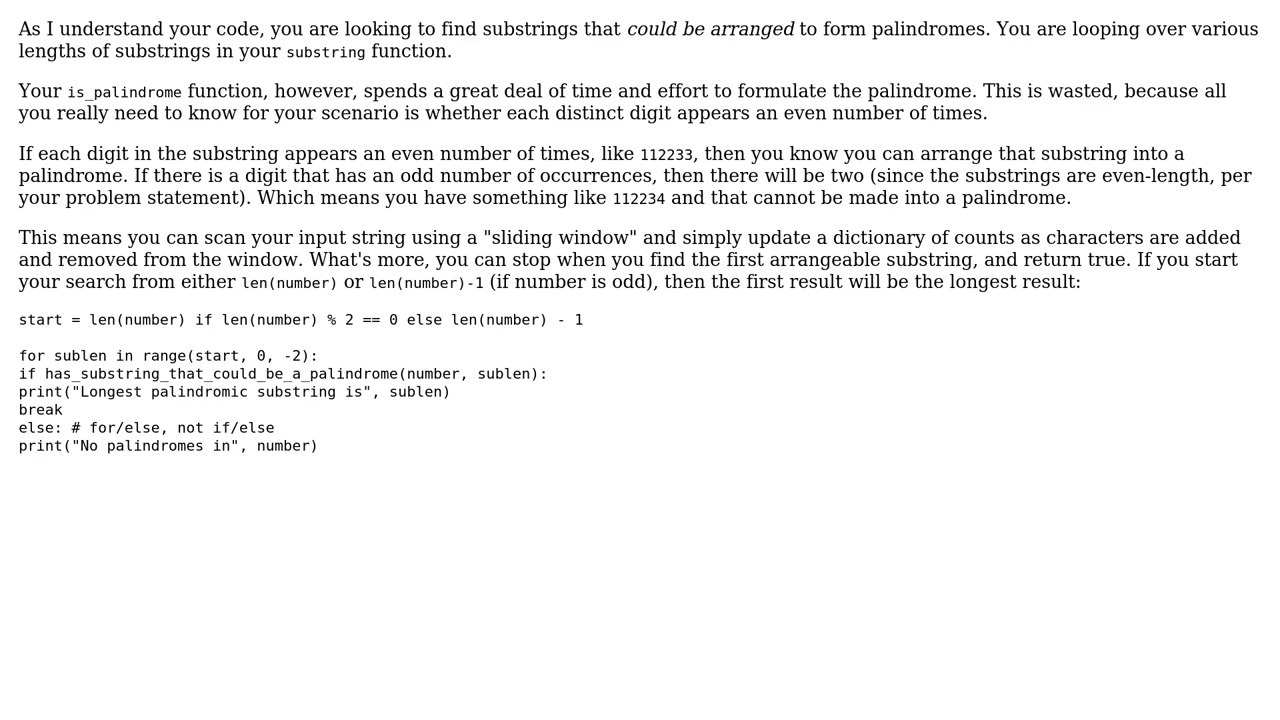 As I understand your code, you are looking to find substrings that could be arranged to form palindromes. You are looping over various
lengths of substrings in your substring function.
Your is_palindrome function, however, spends a great deal of time and effort to formulate the palindrome. This is wasted, because all
you really need to know for your scenario is whether each distinct digit appears an even number of times.
If each digit in the substring appears an even number of times, like 112233, then you know you can arrange that substring into a
palindrome. If there is a digit that has an odd number of occurrences, then there will be two (since the substrings are even-length, per
your problem statement). Which means you have something like 112234 and that cannot be made into a palindrome.
This means you can scan your input string using a "sliding window" and simply update a dictionary of counts as characters are added
and removed from the window. What's more, you can stop when you find the first arrangeable substring, and return true. If you start
your search from either len(number) or len(number)-1 (if number is odd), then the first result will be the longest result:
start = len(number) if len(number) % 2 == 0 else len(number) - 1
for sublen in range(start, 0, -2):
if has_substring_that_could_be_a_palindrome(number, sublen):
print("Longest palindromic substring is", sublen)
break
else: # for/else, not if/else
print("No palindromes in", number)